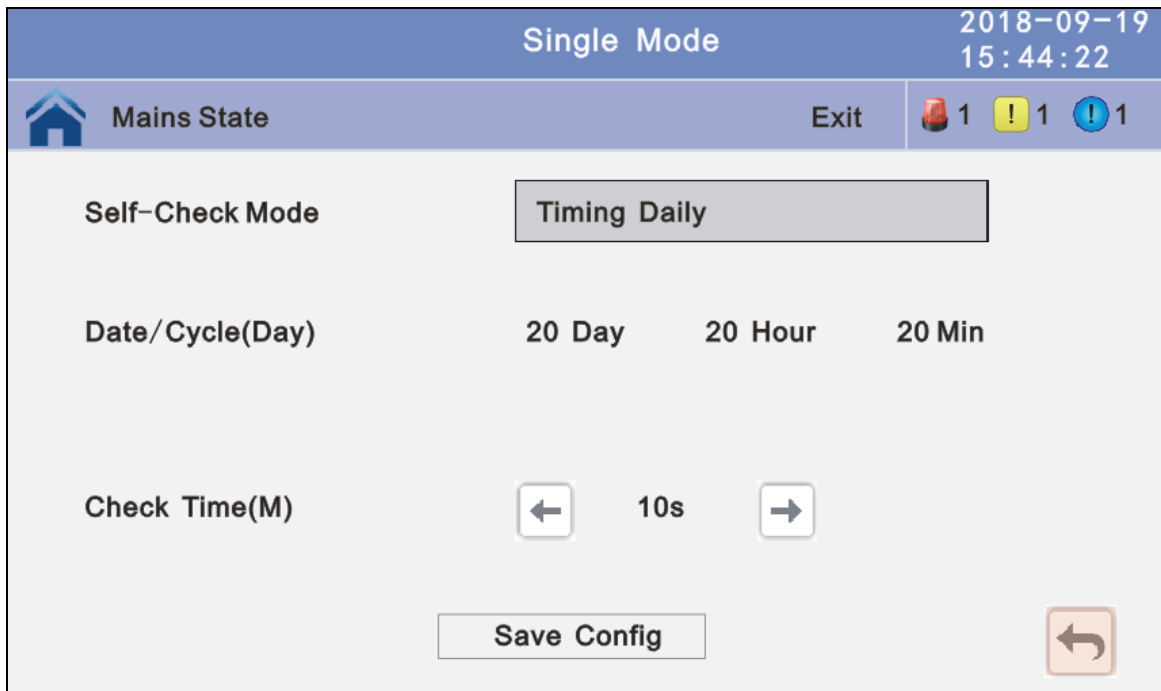 Single Mode
2018-09-19
15:44:22
Mains State Exit 1 ! 1 ! 1
Self-Check Mode Timing Daily
Date/Cycle(Day) 20 Day 20 Hour 20 Min
Check Time(M) 10s
Save Config